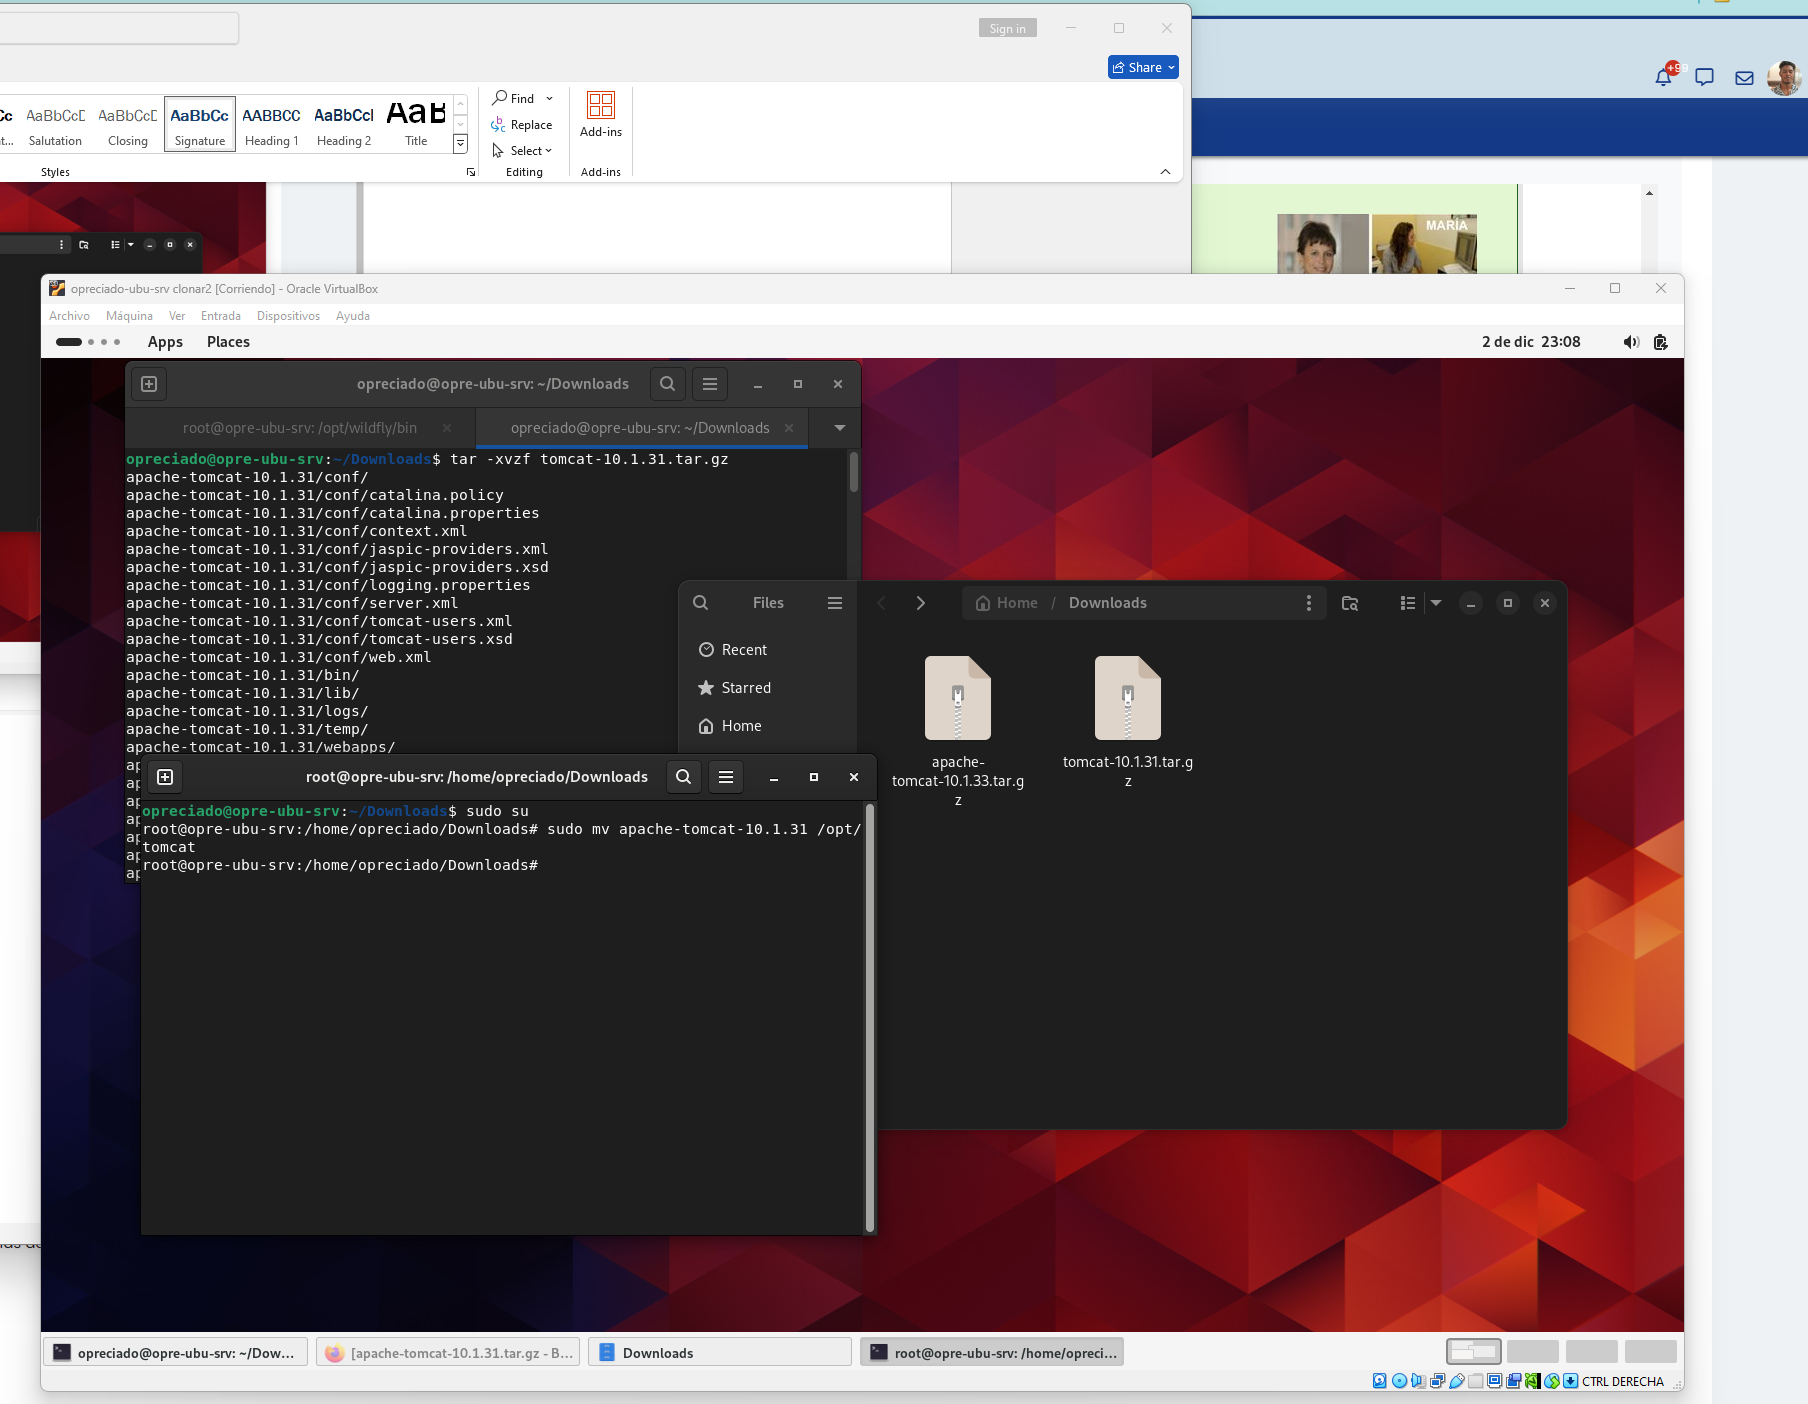 Sign in
Share
+99
Cc AaBbCcD AaBbCcD AaBbCc AABBCC AaBbCcI AaB
t... Salutation Closing Signature Heading 1 Heading 2 Title
Find
Replace
Select
Add-ins
Styles Editing Add-ins
MARÍA
opreciado-ubu-srv clonar2 [Corriendo] - Oracle VirtualBox
Archivo Máquina Ver Entrada Dispositivos Ayuda
Apps Places 2 de dic 23:08
opreciado@opre-ubu-srv: ~/Downloads
root@opre-ubu-srv: /opt/wildfly/bin opreciado@opre-ubu-srv: ~/Downloads
opreciado@opre-ubu-srv:~/Downloads$ tar -xvzf tomcat-10.1.31.tar.gz
apache-tomcat-10.1.31/conf/
apache-tomcat-10.1.31/conf/catalina.policy
apache-tomcat-10.1.31/conf/catalina.properties
apache-tomcat-10.1.31/conf/context.xml
apache-tomcat-10.1.31/conf/jaspic-providers.xml
apache-tomcat-10.1.31/conf/jaspic-providers.xsd
apache-tomcat-10.1.31/conf/logging.properties
apache-tomcat-10.1.31/conf/server.xml
apache-tomcat-10.1.31/conf/tomcat-users.xml
apache-tomcat-10.1.31/conf/tomcat-users.xsd
apache-tomcat-10.1.31/conf/web.xml
apache-tomcat-10.1.31/bin/
apache-tomcat-10.1.31/lib/
apache-tomcat-10.1.31/logs/
apache-tomcat-10.1.31/temp/
apache-tomcat-10.1.31/webapps/
ap
ap
ap
ap
ap
ap
ap
Files Home / Downloads
Recent
Starred
Home
apache-
tomcat-10.1.33.tar.g
z
tomcat-10.1.31.tar.g
z
root@opre-ubu-srv: /home/opreciado/Downloads
opreciado@opre-ubu-srv:~/Downloads$ sudo su
root@opre-ubu-srv:/home/opreciado/Downloads# sudo mv apache-tomcat-10.1.31 /opt/
tomcat
root@opre-ubu-srv:/home/opreciado/Downloads#
opreciado@opre-ubu-srv: ~/Dow... [apache-tomcat-10.1.31.tar.gz - B... Downloads root@opre-ubu-srv: /home/opreci...
CTRL DERECHA